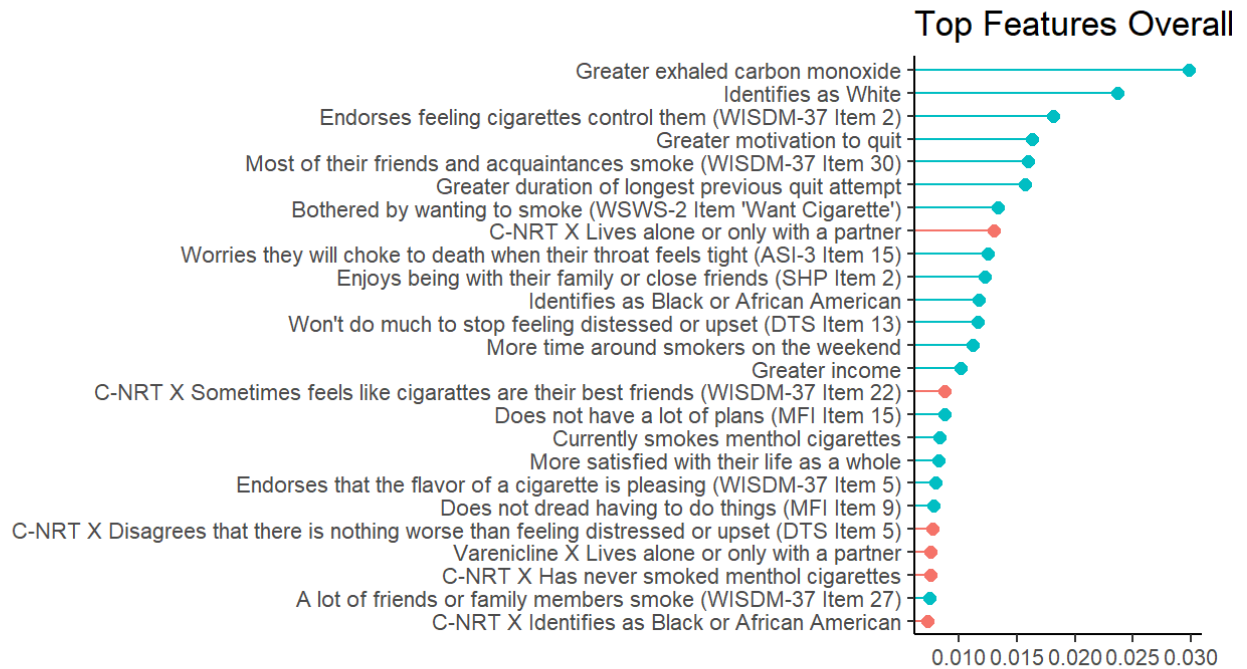 Top Features Overall
Greater exhaled carbon monoxide
Identifies as White
Endorses feeling cigarettes control them (WISDM-37 Item 2)
Greater motivation to quit
Most of their friends and acquaintances smoke (WISDM-37 Item 30)
Greater duration of longest previous quit attempt
Bothered by wanting to smoke (WSWS-2 Item 'Want Cigarette')
C-NRT X Lives alone or only with a partner
Worries they will choke to death when their throat feels tight (ASI-3 Item 15)
Enjoys being with their family or close friends (SHP Item 2)
Identifies as Black or African American
Won't do much to stop feeling distessed or upset (DTS Item 13)
More time around smokers on the weekend
Greater income
C-NRT X Sometimes feels like cigarattes are their best friends (WISDM-37 Item 22)
Does not have a lot of plans (MFI Item 15)
Currently smokes menthol cigarettes
More satisfied with their life as a whole
Endorses that the flavor of a cigarette is pleasing (WISDM-37 Item 5)
Does not dread having to do things (MFI Item 9)
C-NRT X Disagrees that there is nothing worse than feeling distressed or upset (DTS Item 5)
Varenicline X Lives alone or only with a partner
C-NRT X Has never smoked menthol cigarettes
A lot of friends or family members smoke (WISDM-37 Item 27)
C-NRT X Identifies as Black or African American
0.010 0.015 0.020 0.025 0.030